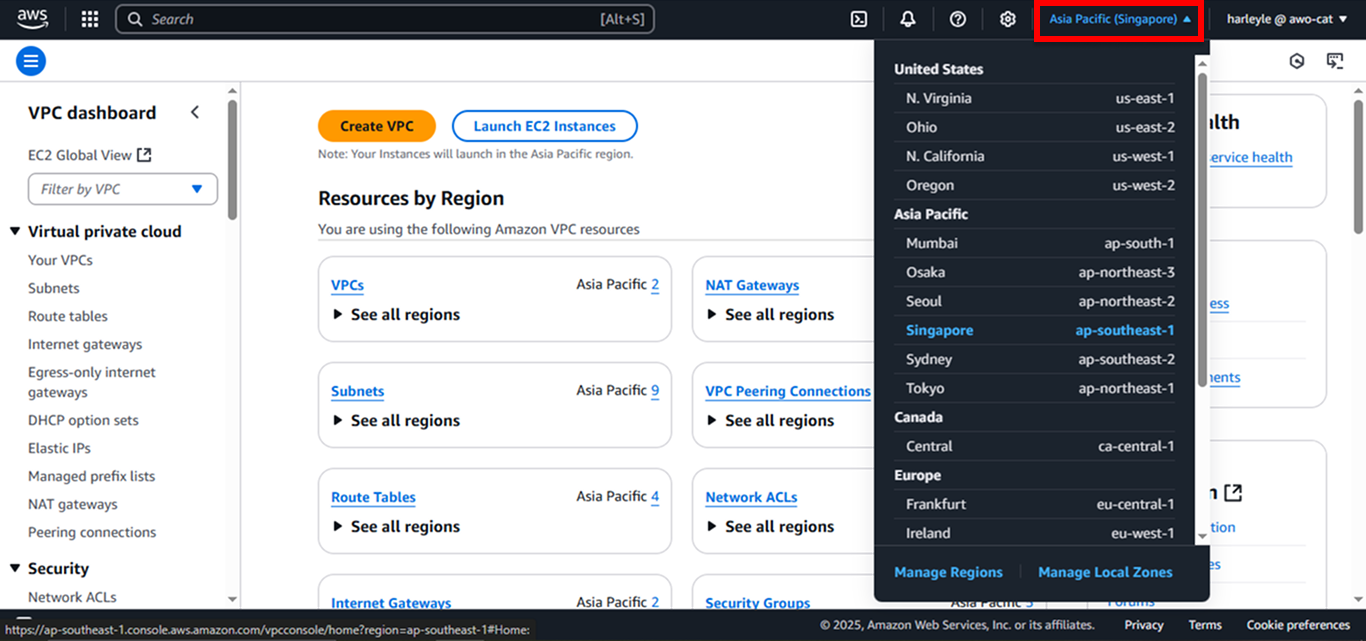 aws
Search [Alt+S]
Asia Pacific (Singapore)
harleyle @ awo-cat
VPC dashboard
EC2 Global View
Filter by VPC
Virtual private cloud
Your VPCs
Subnets
Route tables
Internet gateways
Egress-only internet
gateways
DHCP option sets
Elastic IPs
Managed prefix lists
NAT gateways
Peering connections
Security
Network ACLs
Create VPC
Launch EC2 Instances
Note: Your Instances will launch in the Asia Pacific region.
Resources by Region
You are using the following Amazon VPC resources
VPCs Asia Pacific 2
See all regions
NAT Gateways
See all regions
Subnets Asia Pacific 9
See all regions
VPC Peering Connections
See all regions
Route Tables Asia Pacific 4
See all regions
Network ACLs
See all regions
Internet Gateways Asia Pacific 2
Security Groups
United States
N. Virginia us-east-1
Ohio us-east-2
N. California us-west-1
Oregon us-west-2
Asia Pacific
Mumbai ap-south-1
Osaka ap-northeast-3
Seoul ap-northeast-2
Singapore ap-southeast-1
Sydney ap-southeast-2
Tokyo ap-northeast-1
Canada
Central ca-central-1
Europe
Frankfurt eu-central-1
Ireland eu-west-1
Manage Regions
Manage Local Zones
service health
https://ap-southeast-1.console.aws.amazon.com/vpcconsole/home?region=ap-southeast-1#Home:
© 2025, Amazon Web Services, Inc. or its affiliates.
Privacy
Terms
Cookie preferences